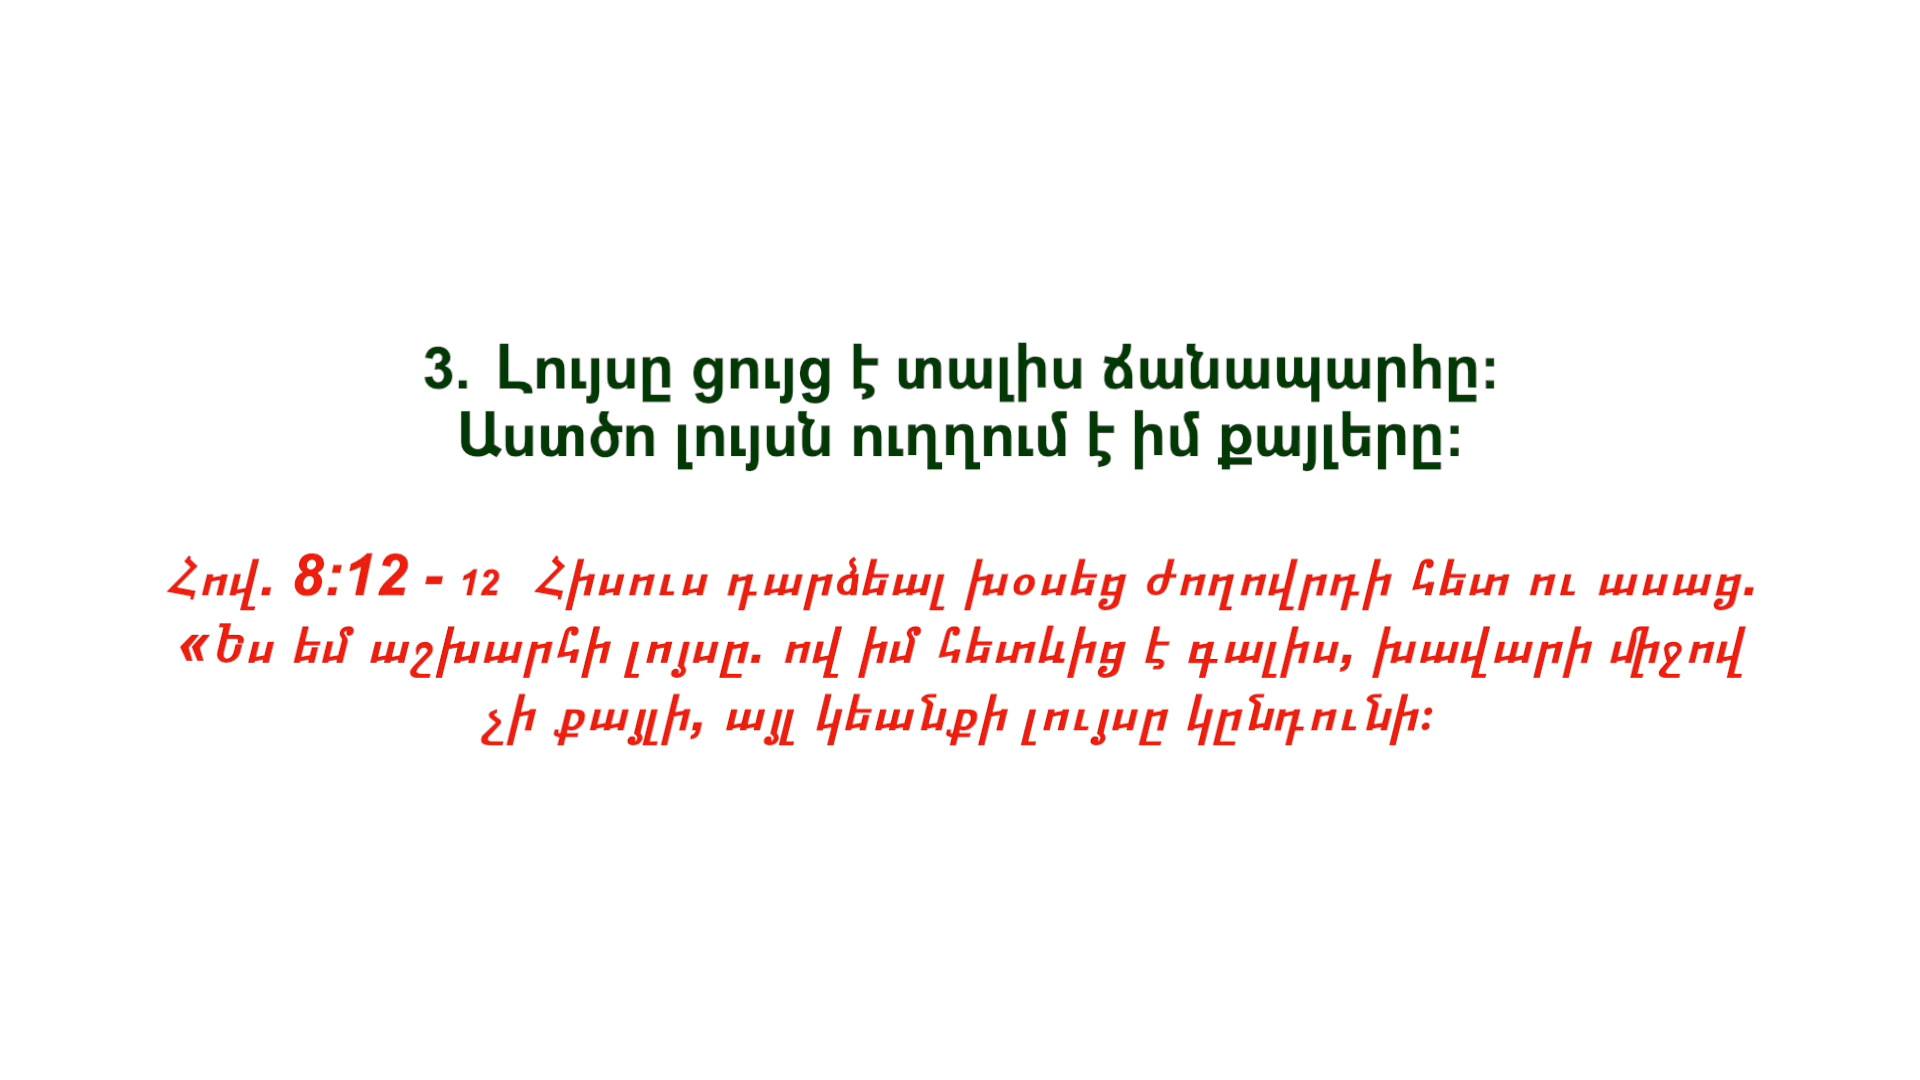 3. Լույսը ցույց է տալիս ճանապարհը:
Աստծո լույսն ուղղում է իմ քայլերը:
Հով. 8:12 - 12 Հիսուս դարձեալ խօսեց ժողովրդի հետ ու ասաց.
«Ես եմ աշխարհի լոյսը. ով իմ հետևից է գալիս, խավարի միջով
չի քայլի, այլ կեանքի լույսը կընդունի: